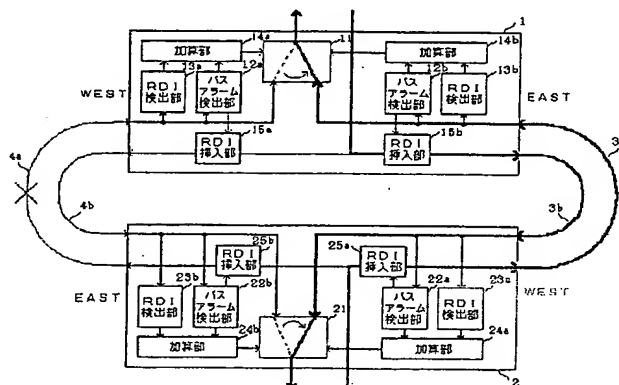 1
加算部
14a
11
加算部
14b
13a
12a
12b
13b
RDI
検出部
パス
アラーム
検出部
パス
アラーム
検出部
RDI
検出部
WEST
EAST
15a
15b
RDI
挿入部
RDI
挿入部
4a
3
4b
3b
25b
25a
RDI
挿入部
RDI
挿入部
EAST
WEST
23b
22b
22a
23a
RDI
検出部
パス
アラーム
検出部
21
パス
アラーム
検出部
RDI
検出部
24b
24a
加算部
加算部
2